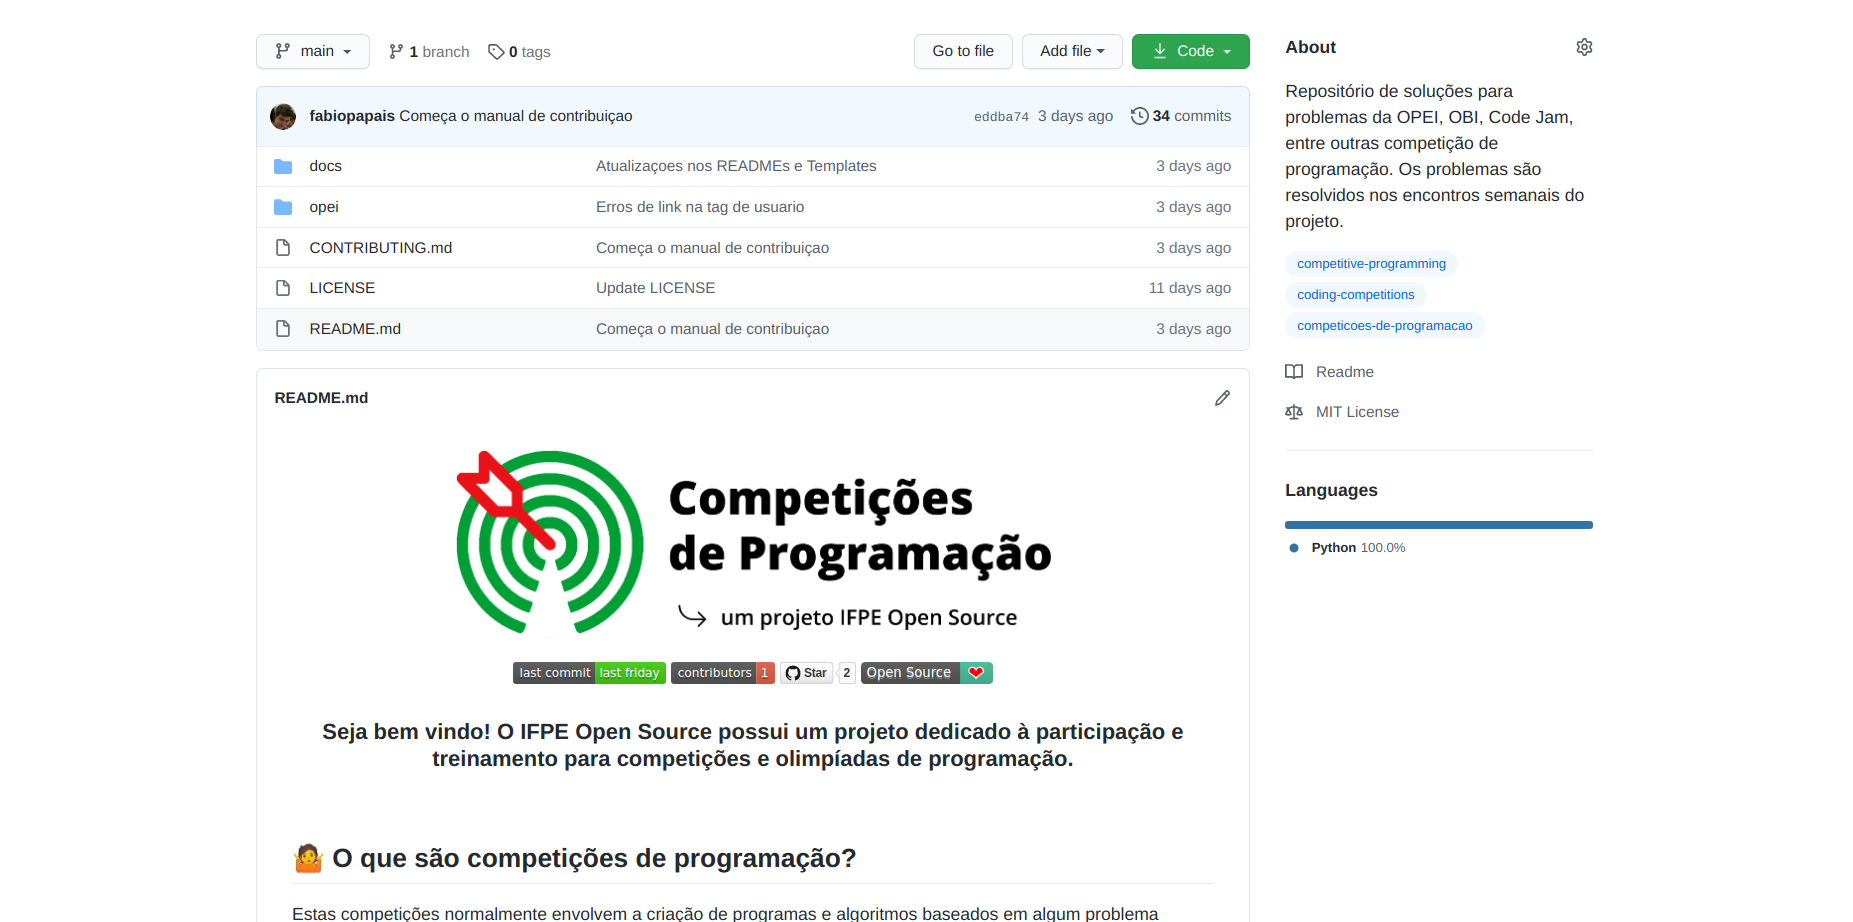 main
1 branch
0 tags
Go to file
Add file
Code
fabiopapais Começa o manual de contribuiçao
eddba74 3 days ago
34 commits
docs Atualizaçoes nos READMEs e Templates 3 days ago
opei Erros de link na tag de usuario 3 days ago
CONTRIBUTING.md Começa o manual de contribuiçao 3 days ago
LICENSE Update LICENSE 11 days ago
README.md Começa o manual de contribuiçao 3 days ago
README.md
Competições
de Programação
um projeto IFPE Open Source
last commit last friday contributors 1 Star 2 Open Source
Seja bem vindo! O IFPE Open Source possui um projeto dedicado à participação e
treinamento para competições e olimpíadas de programação.
O que são competições de programação?
Estas competições normalmente envolvem a criação de programas e algoritmos baseados em algum problema
About
Repositório de soluções para
problemas da OPEI, OBI, Code Jam,
entre outras competição de
programação. Os problemas são
resolvidos nos encontros semanais do
projeto.
competitive-programming
coding-competitions
competicoes-de-programacao
Readme
MIT License
Languages
Python 100.0%